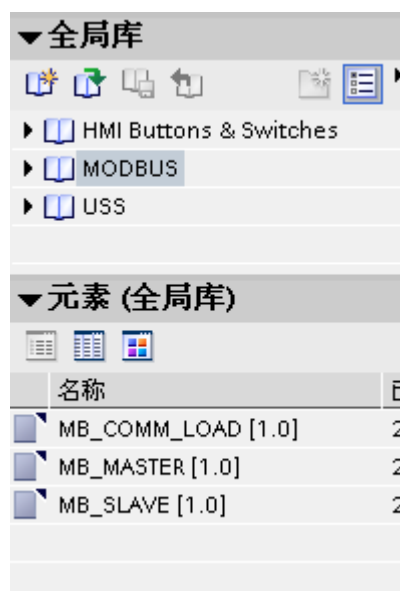 全局库
HMI Buttons & Switches
MODBUS
USS
元素 (全局库)
名称
MB_COMM_LOAD [1.0]
MB_MASTER [1.0]
MB_SLAVE [1.0]